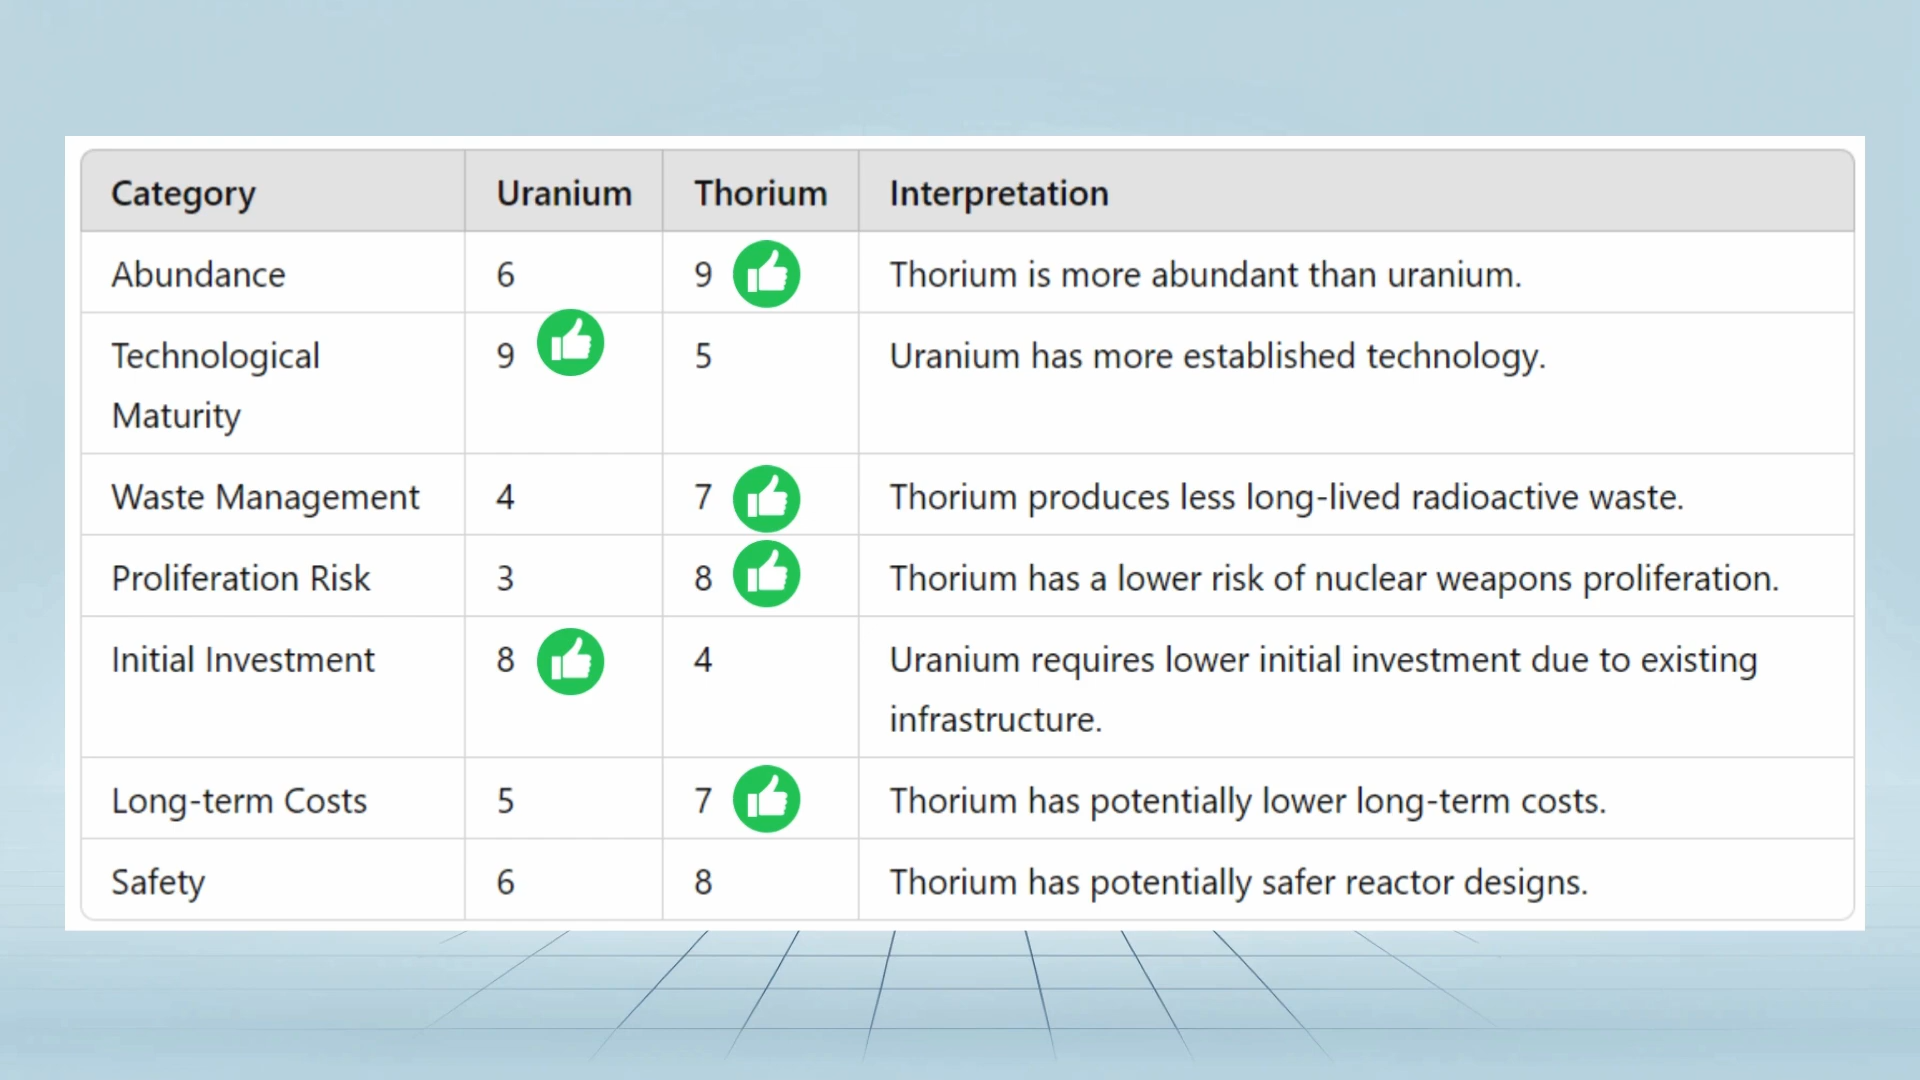 Category Uranium Thorium Interpretation
Abundance 6 9 Thorium is more abundant than uranium.
Technological 9 5 Uranium has more established technology.
Maturity
Waste Management 4 7 Thorium produces less long-lived radioactive waste.
Proliferation Risk 3 8 Thorium has a lower risk of nuclear weapons proliferation.
Initial Investment 8 4 Uranium requires lower initial investment due to existing
infrastructure.
Long-term Costs 5 7 Thorium has potentially lower long-term costs.
Safety 6 8 Thorium has potentially safer reactor designs.